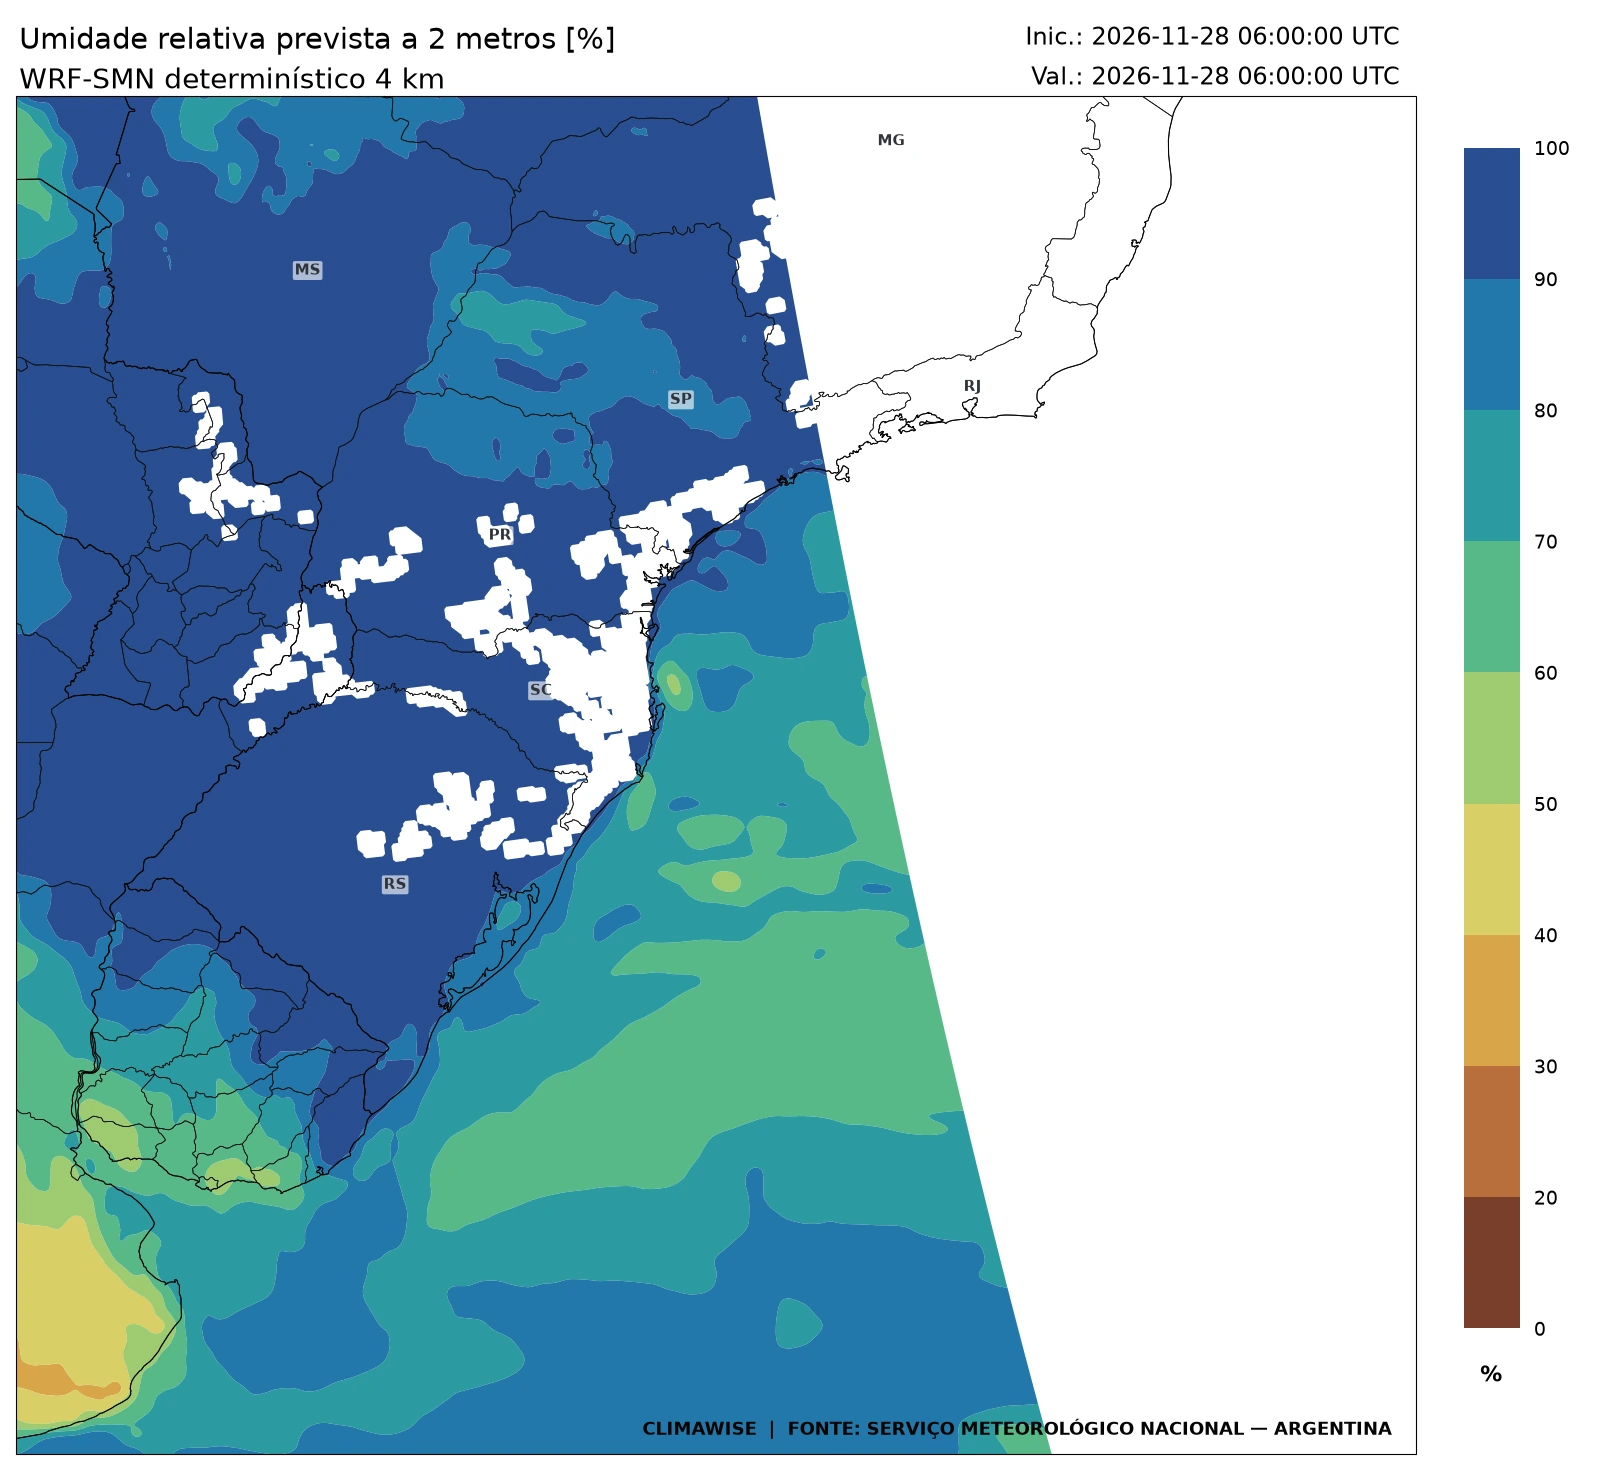 Umidade relativa prevista a 2 metros [%]
WRF-SMN determinístico 4 km
Inic.: 2026-11-28 06:00:00 UTC
Val.: 2026-11-28 06:00:00 UTC
MG
MS
RJ
SP
PR
SC
RS
100
90
80
70
60
50
40
30
20
0
%
CLIMAWISE | FONTE: SERVIÇO METEOROLÓGICO NACIONAL — ARGENTINA